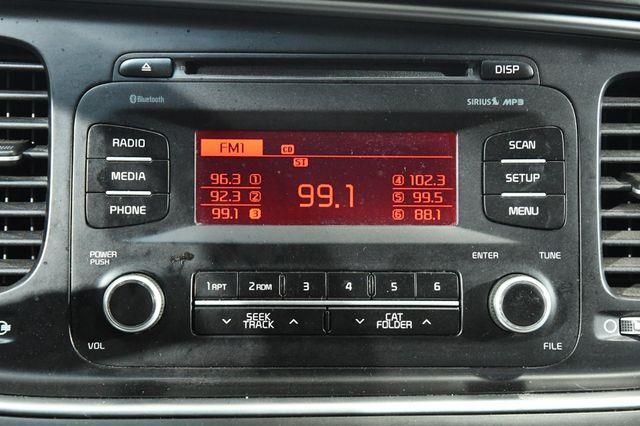 DISP
Bluetooth
SIRIUS MP3
RADIO
MEDIA
PHONE
FM1 CD
ST
96.3 1
92.3 2
99.1 3
99.1
4 102.3
5 99.5
6 88.1
SCAN
SETUP
MENU
POWER
PUSH
VOL
1 RPT 2 RDM 3 4 5 6
SEEK
TRACK
CAT
FOLDER
ENTER
TUNE
FILE